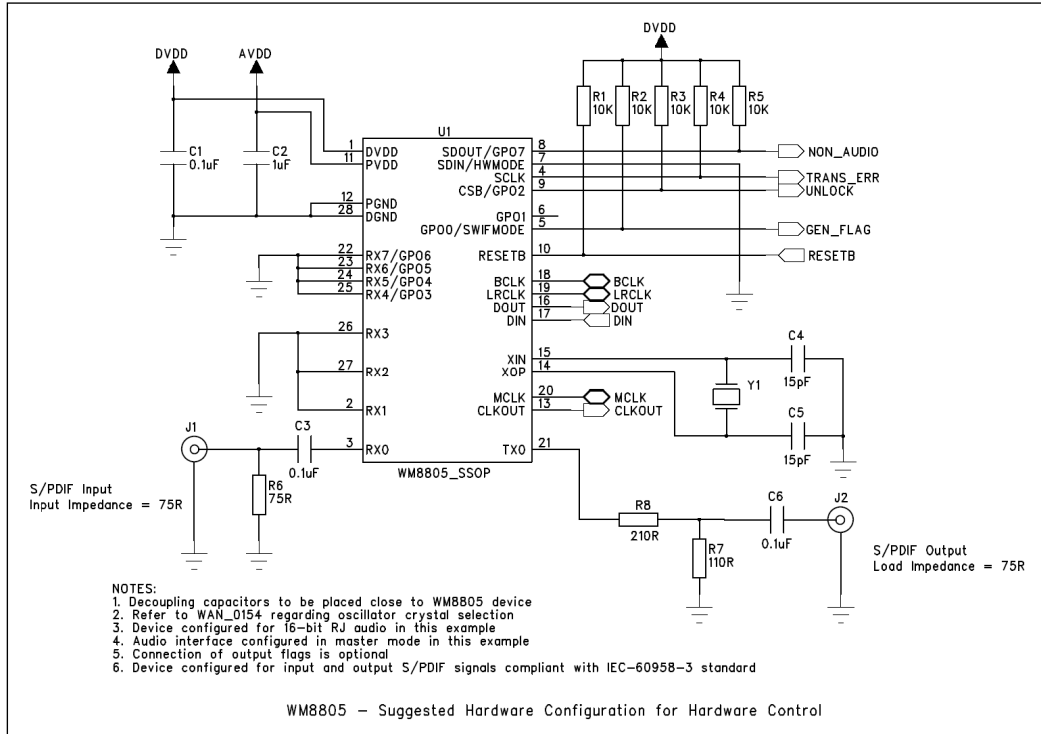 DVDD
AVDD
DVDD
C1
0.1uF
C2
1uF
R1
10K
R2
10K
R3
10K
R4
10K
R5
10K
U1
1 DVDD
11 PVDD
12 PGND
28 DGND
22 RX7/GPO6
23 RX6/GPO5
24 RX5/GPO4
25 RX4/GPO3
26 RX3
27 RX2
2 RX1
3 RX0
SDOUT/GPO7 8 NON_AUDIO
SDIN/HWMODE 7
SCLK 4 TRANS_ERR
CSB/GPO2 9 UNLOCK
GPO1 6
GPO0/SWIFMODE 5 GEN_FLAG
RESETB 10 RESETB
BCLK 18 BCLK
LRCLK 19 LRCLK
DOUT 16 DOUT
DIN 17 DIN
XIN 15
XOP 14
MCLK 20 MCLK
CLKOUT 13 CLKOUT
TX0 21
WM8805_SSOP
C4
15pF
Y1
C5
15pF
J1
C3
0.1uF
R6
75R
S/PDIF Input
Input Impedance = 75R
R8
210R
R7
110R
C6
0.1uF
J2
S/PDIF Output
Load Impedance = 75R
NOTES:
1. Decoupling capacitors to be placed close to WM8805 device
2. Refer to WAN_0154 regarding oscillator crystal selection
3. Device configured for 16-bit RJ audio in this example
4. Audio interface configured in master mode in this example
5. Connection of output flags is optional
6. Device configured for input and output S/PDIF signals compliant with IEC-60958-3 standard
WM8805 - Suggested Hardware Configuration for Hardware Control